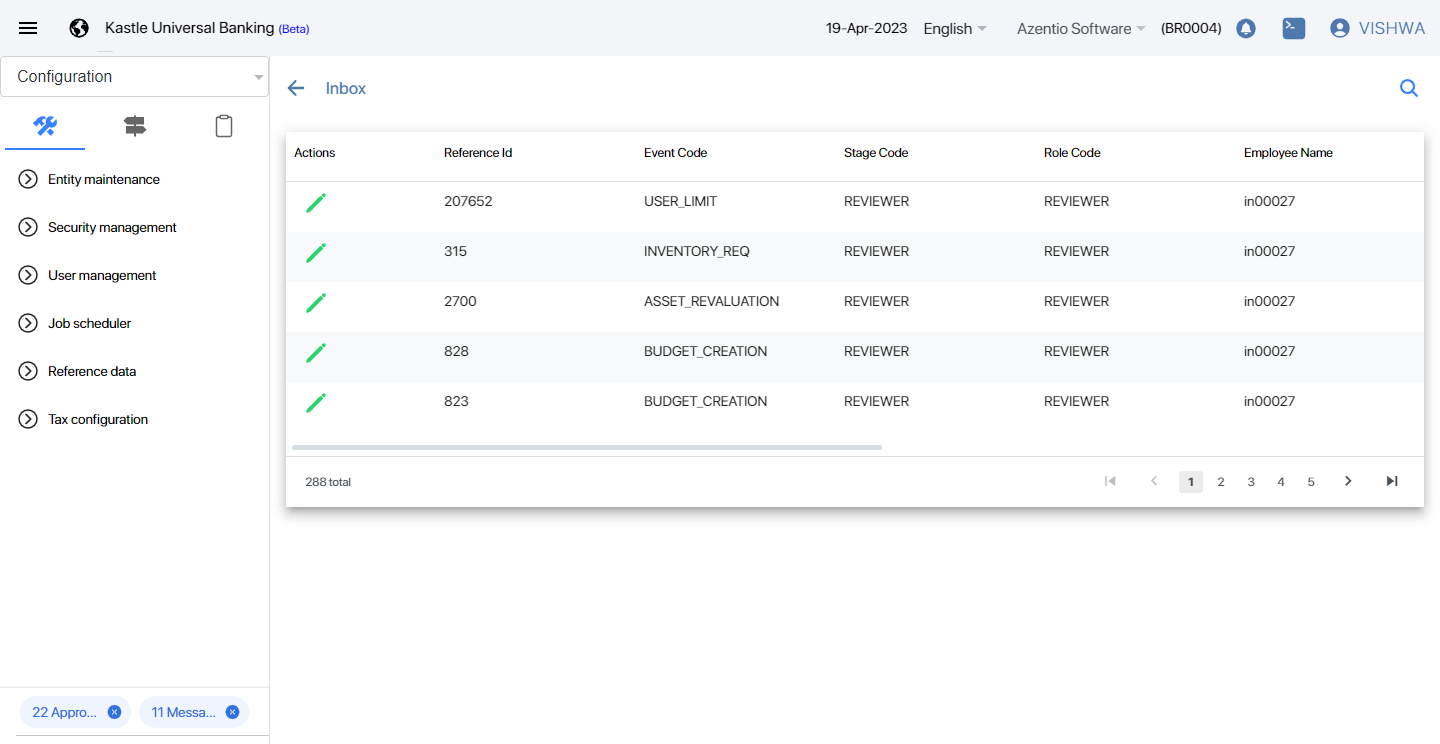 Kastle Universal Banking (Beta) 19-Apr-2023 English Azentio Software (BR0004) VISHWA
Configuration
Entity maintenance
Security management
User management
Job scheduler
Reference data
Tax configuration
22 Appro... 11 Messa...
Inbox
Actions Reference Id Event Code Stage Code Role Code Employee Name
207652 USER_LIMIT REVIEWER REVIEWER in00027
315 INVENTORY_REQ REVIEWER REVIEWER in00027
2700 ASSET_REVALUATION REVIEWER REVIEWER in00027
828 BUDGET_CREATION REVIEWER REVIEWER in00027
823 BUDGET_CREATION REVIEWER REVIEWER in00027
288 total 1 2 3 4 5